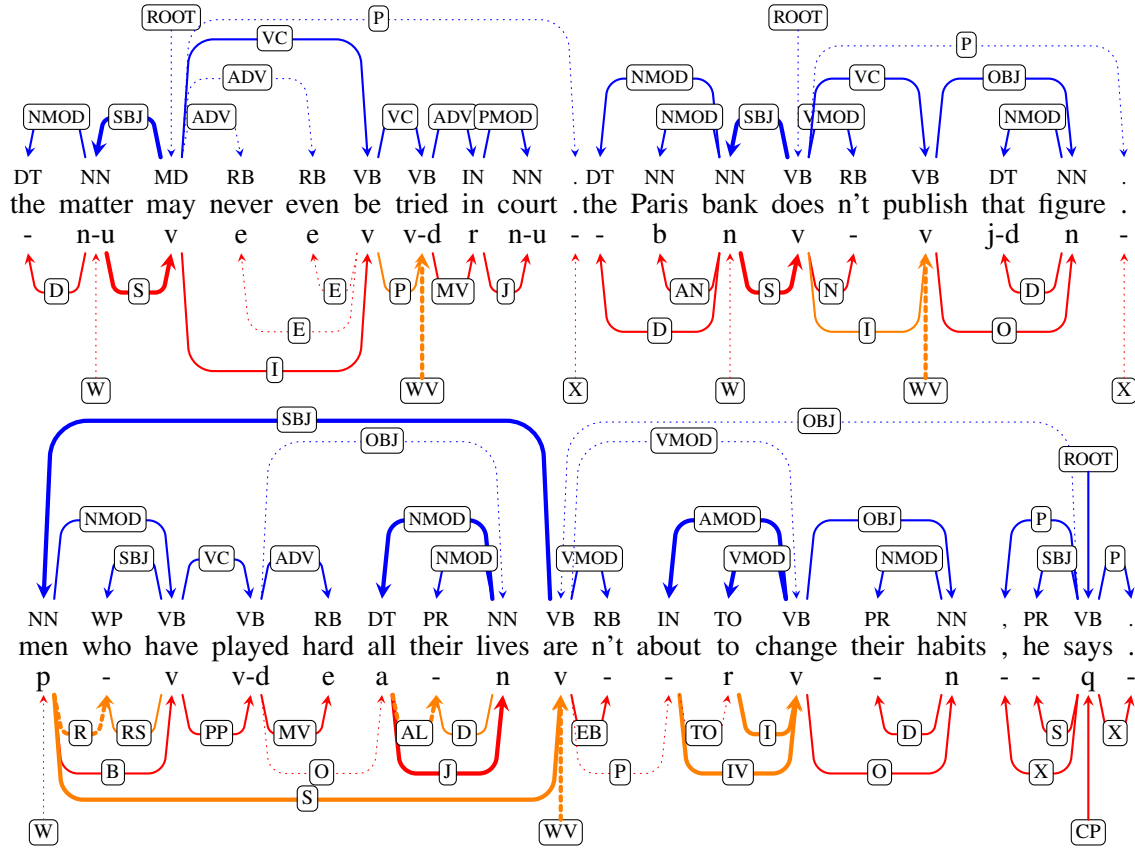 ROOT P ROOT
VC P
ADV NMOD VC OBJ
NMOD SBJ ADV VC ADV PMOD NMOD SBJ VMOD NMOD
DT NN MD RB RB VB VB IN NN . DT NN NN VB RB VB DT NN .
the matter may never even be tried in court . the Paris bank does n't publish that figure .
- n-u v e e v v-d r n-u - - b n v - v j-d n -
D S E P MV J AN S N D
E D I O
I
W WV X W WV X
SBJ OBJ
OBJ VMOD
ROOT
NMOD NMOD AMOD OBJ P
SBJ VC ADV NMOD VMOD VMOD NMOD SBJ P
NN WP VB VB RB DT PR NN VB RB IN TO VB PR NN , PR VB .
men who have played hard all their lives are n't about to change their habits , he says .
p - v v-d e a - n v - - r v - n - - q -
R RS PP MV AL D EB TO I D S X
B O J P IV O X
S
W WV CP